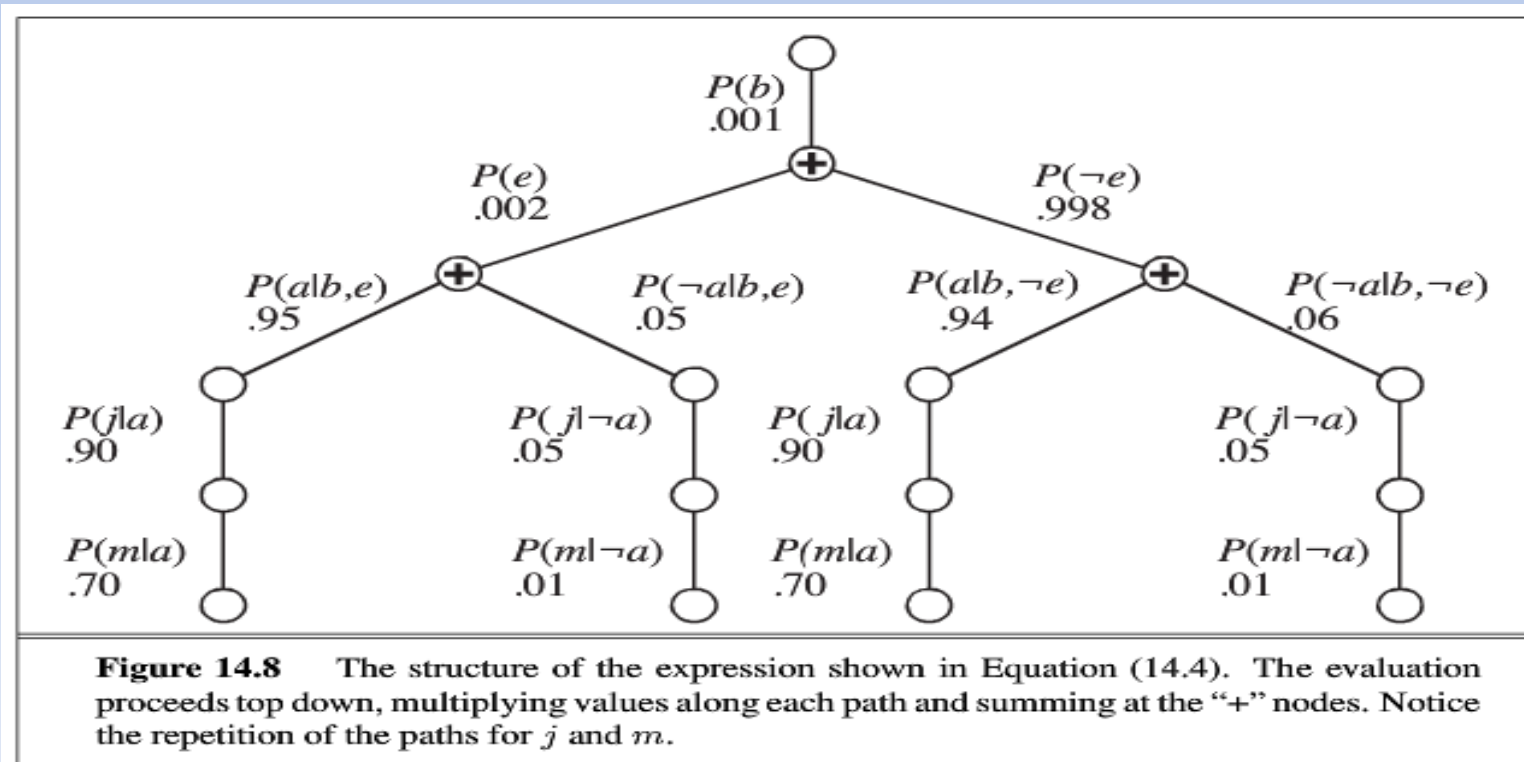 P(b)
.001
P(e)
.002
P(¬e)
.998
P(a|b,e)
.95
P(¬a|b,e)
.05
P(a|b,¬e)
.94
P(¬a|b,¬e)
.06
P(j|a)
.90
P(j|¬a)
.05
P(j|a)
.90
P(j|¬a)
.05
P(m|a)
.70
P(m|¬a)
.01
P(m|a)
.70
P(m|¬a)
.01
Figure 14.8 The structure of the expression shown in Equation (14.4). The evaluation
proceeds top down, multiplying values along each path and summing at the “+” nodes. Notice
the repetition of the paths for j and m.